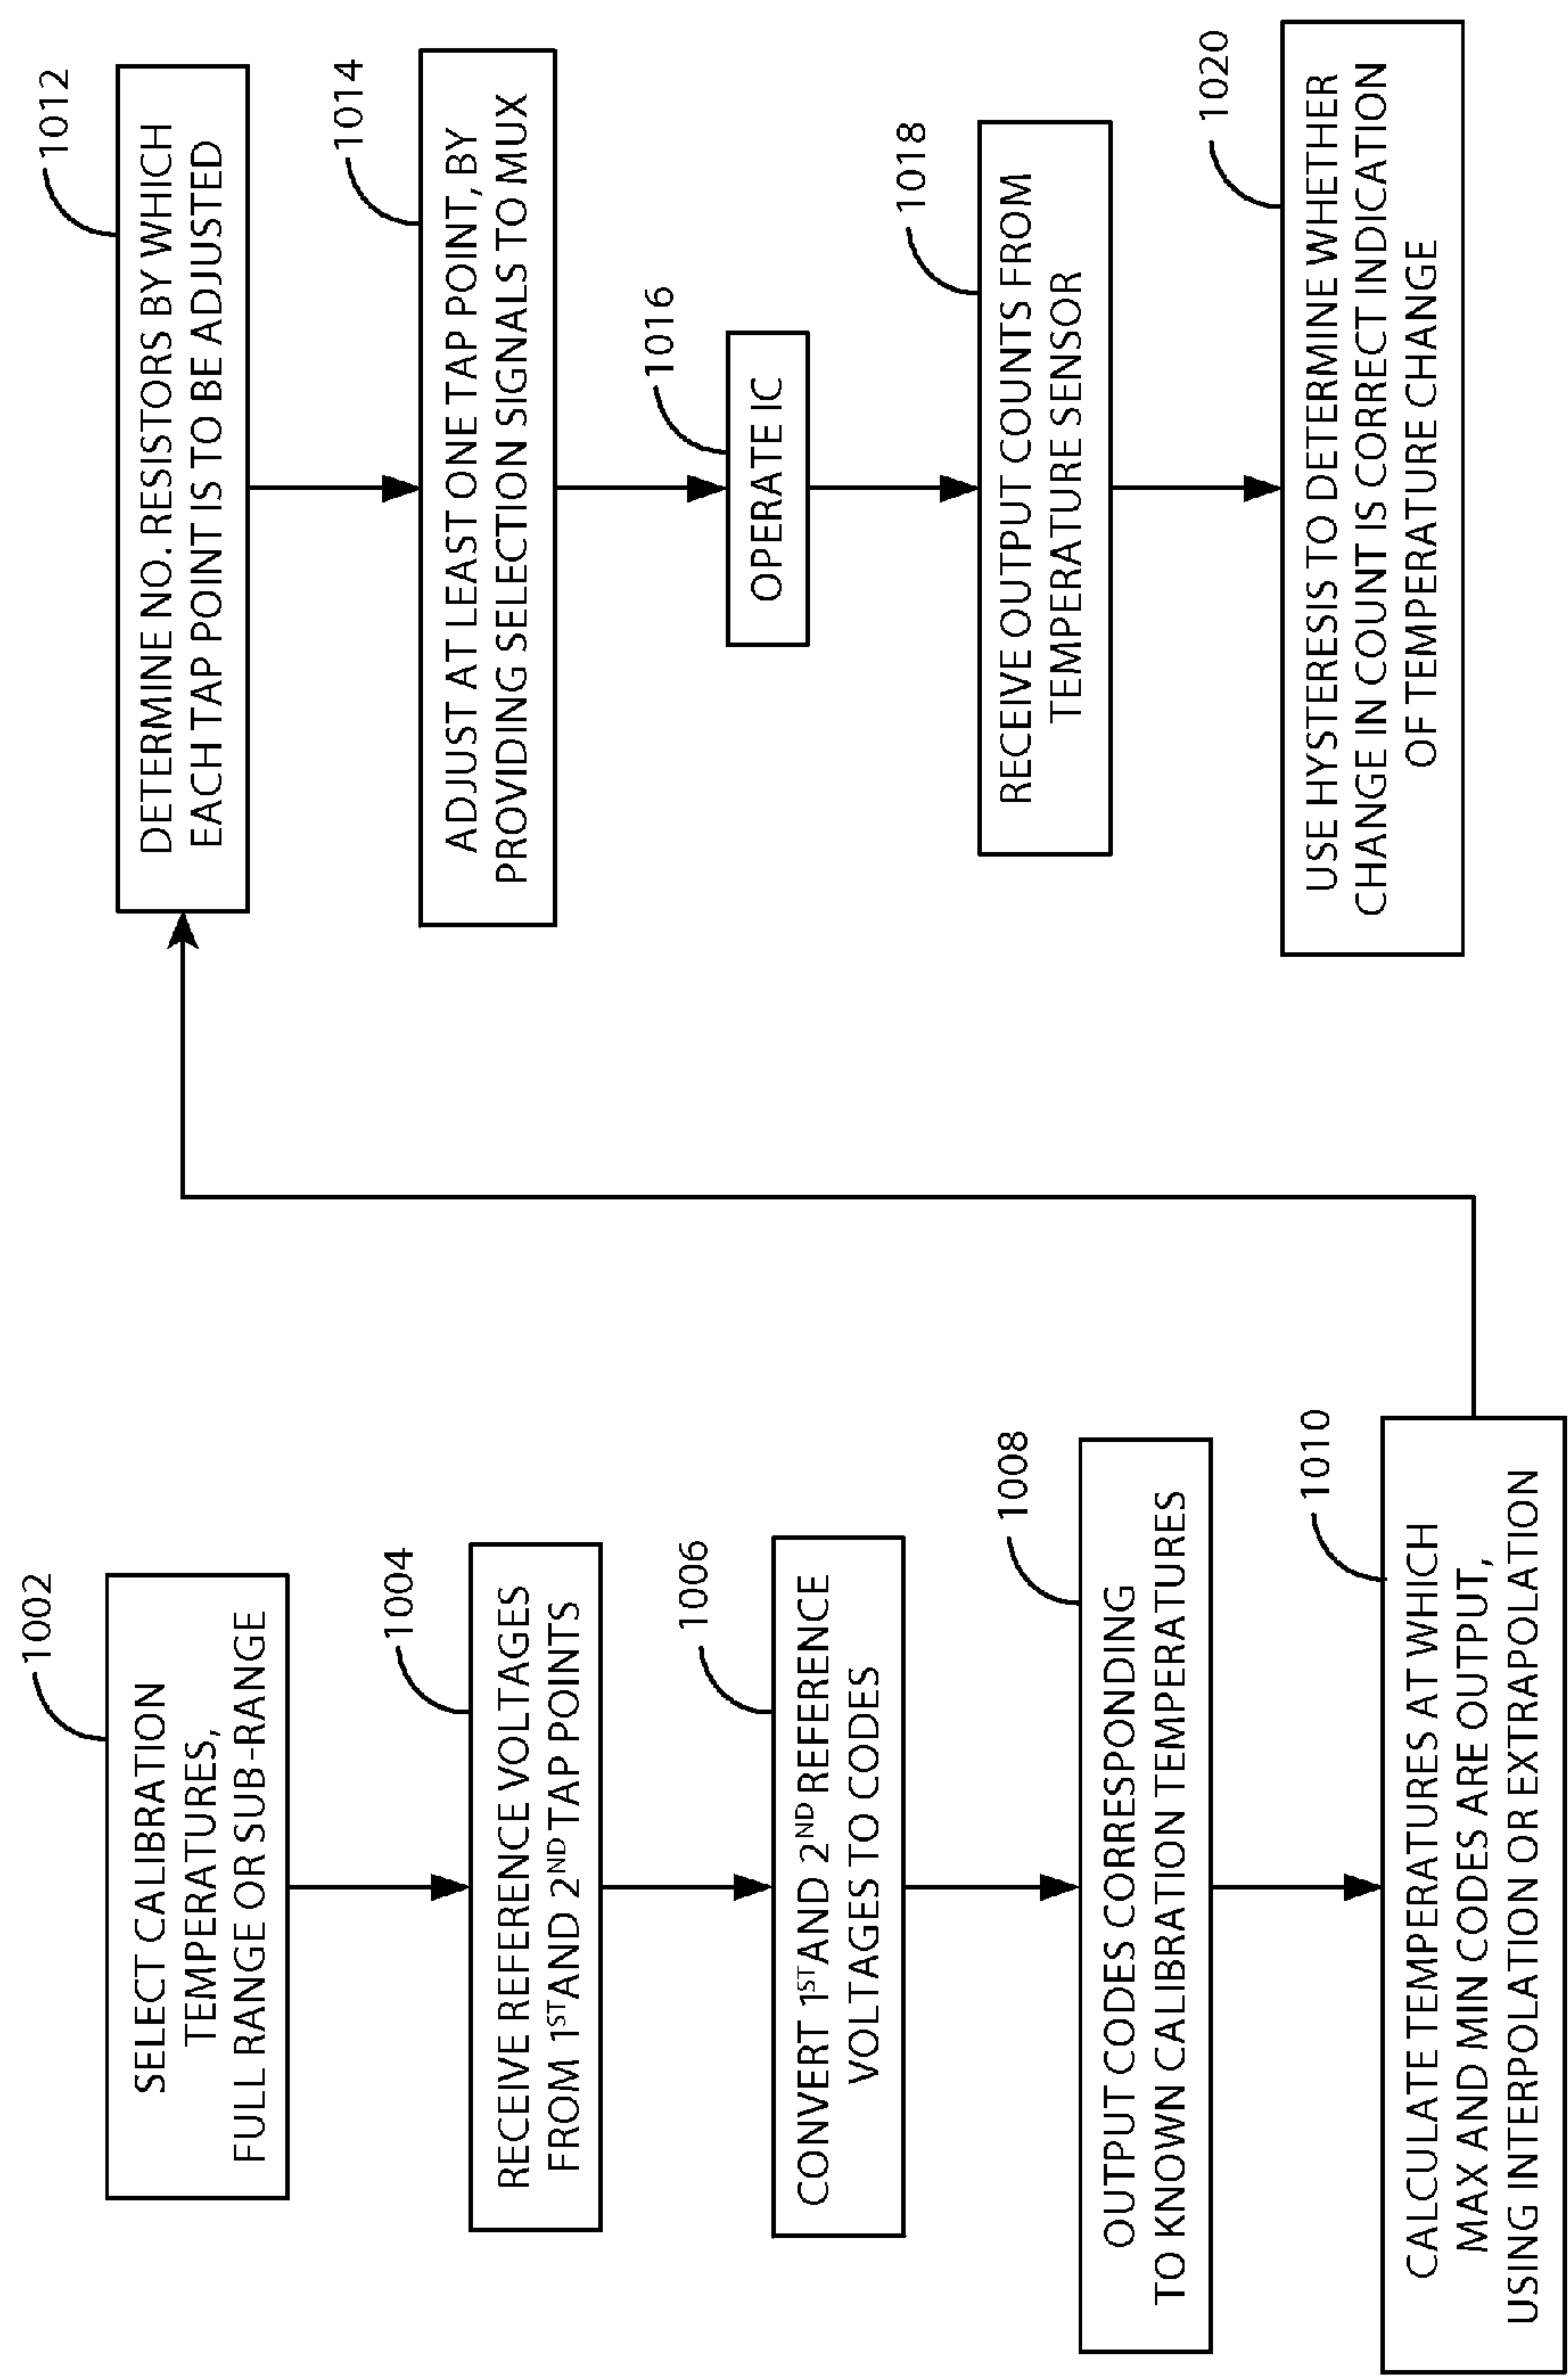 1002
SELECT CALIBRATION
TEMPERATURES,
FULL RANGE OR SUB-RANGE
1004
RECEIVE REFERENCE VOLTAGES
FROM 1ST AND 2ND TAP POINTS
1006
CONVERT 1ST AND 2ND REFERENCE
VOLTAGES TO CODES
1008
OUTPUT CODES CORRESPONDING
TO KNOWN CALIBRATION TEMPERATURES
1010
CALCULATE TEMPERATURES AT WHICH
MAX AND MIN CODES ARE OUTPUT,
USING INTERPOLATION OR EXTRAPOLATION
1012
DETERMINE NO. RESISTORS BY WHICH
EACH TAP POINT IS TO BE ADJUSTED
1014
ADJUST AT LEAST ONE TAP POINT, BY
PROVIDING SELECTION SIGNALS TO MUX
1016
OPERATE IC
1018
RECEIVE OUTPUT COUNTS FROM
TEMPERATURE SENSOR
1020
USE HYSTERESIS TO DETERMINE WHETHER
CHANGE IN COUNT IS CORRECT INDICATION
OF TEMPERATURE CHANGE